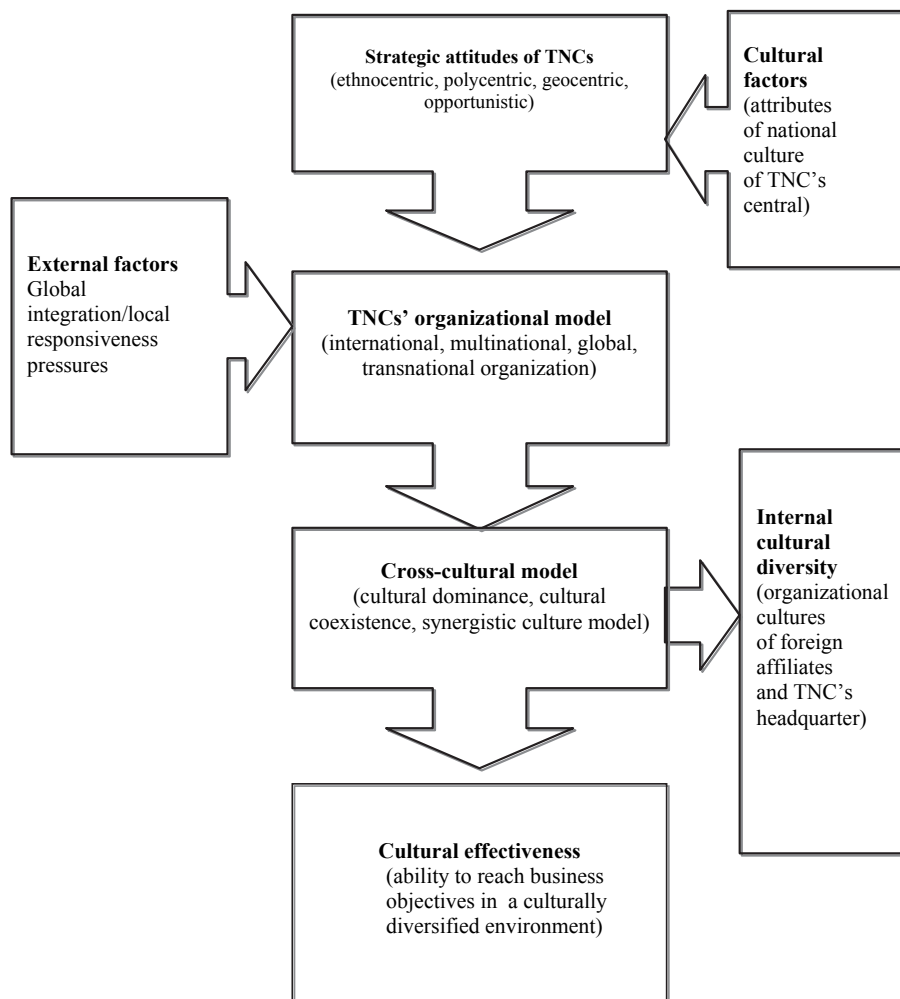 Strategic attitudes of TNCs
(ethnocentric, polycentric, geocentric,
opportunistic)
Cultural
factors
(attributes
of national
culture
of TNC’s
central)
External factors
Global
integration/local
responsiveness
pressures
TNCs’ organizational model
(international, multinational, global,
transnational organization)
Cross-cultural model
(cultural dominance, cultural
coexistence, synergistic culture model)
Internal
cultural
diversity
(organizational
cultures
of foreign
affiliates
and TNC’s
headquarter)
Cultural effectiveness
(ability to reach business
objectives in a culturally
diversified environment)